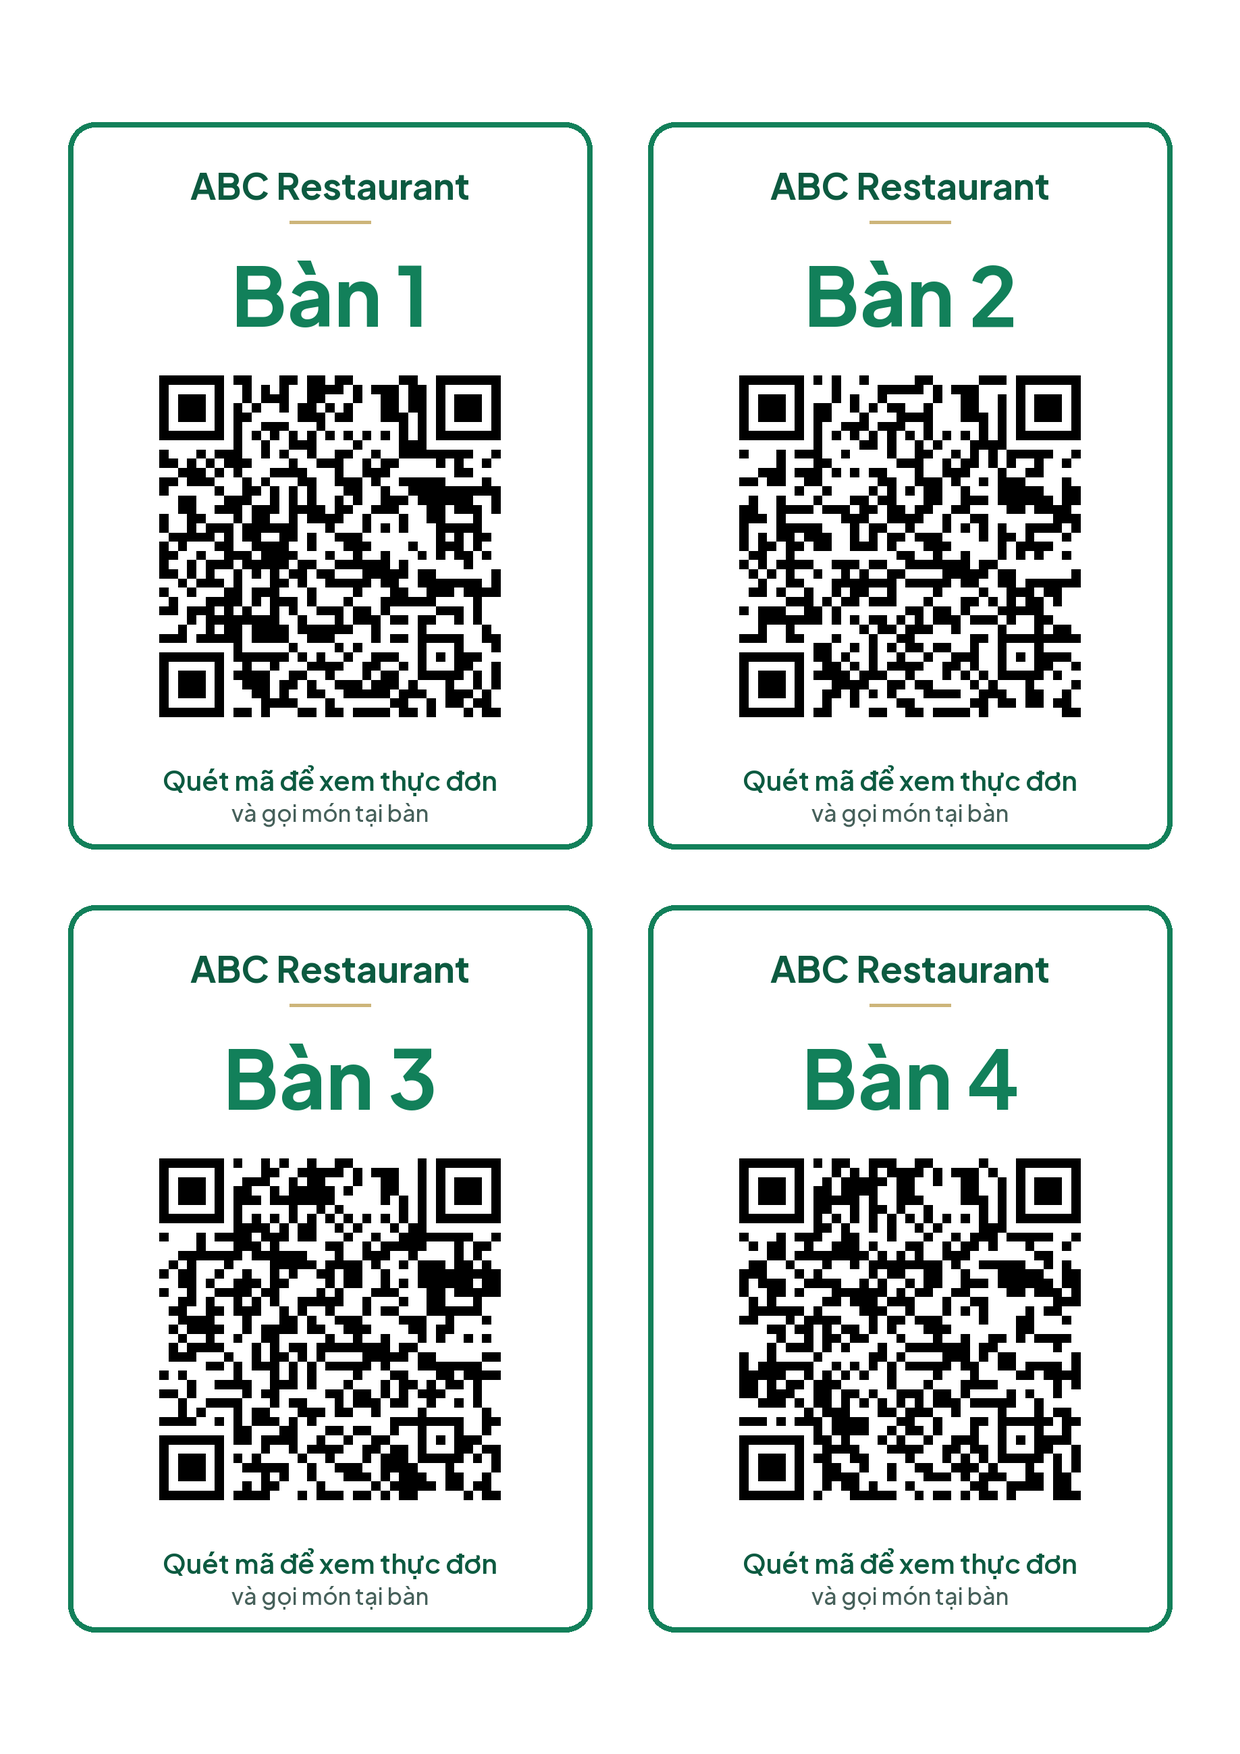 ABC Restaurant
Bàn 1
Quét mã để xem thực đơn
và gọi món tại bàn
ABC Restaurant
Bàn 2
Quét mã để xem thực đơn
và gọi món tại bàn
ABC Restaurant
Bàn 3
Quét mã để xem thực đơn
và gọi món tại bàn
ABC Restaurant
Bàn 4
Quét mã để xem thực đơn
và gọi món tại bàn